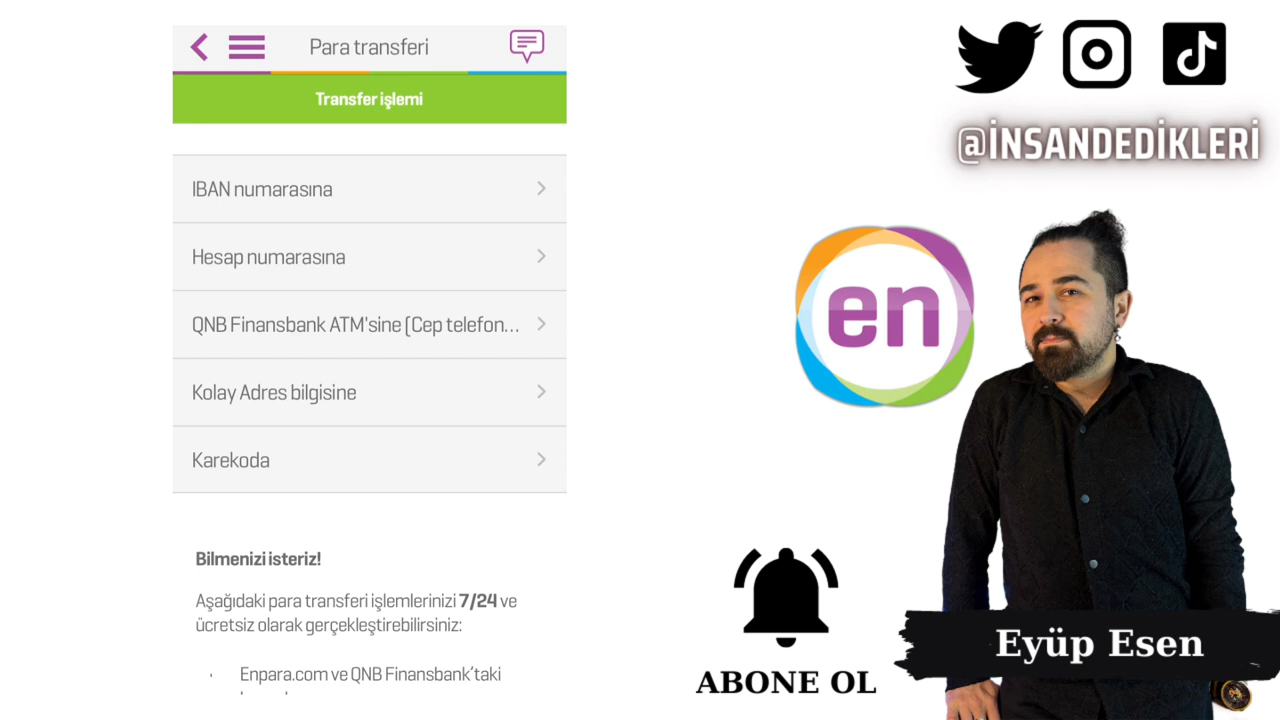 Para transferi
Transfer işlemi
IBAN numarasına
Hesap numarasına
QNB Finansbank ATM'sine (Cep telefon...
Kolay Adres bilgisine
Karekoda
Bilmenizi isteriz!
Aşağıdaki para transferi işlemlerinizi 7/24 ve
ücretsiz olarak gerçekleştirebilirsiniz:
Enpara.com ve QNB Finansbank'taki
@İNSANDEDİKLERİ
en
ABONE OL
Eyüp Esen